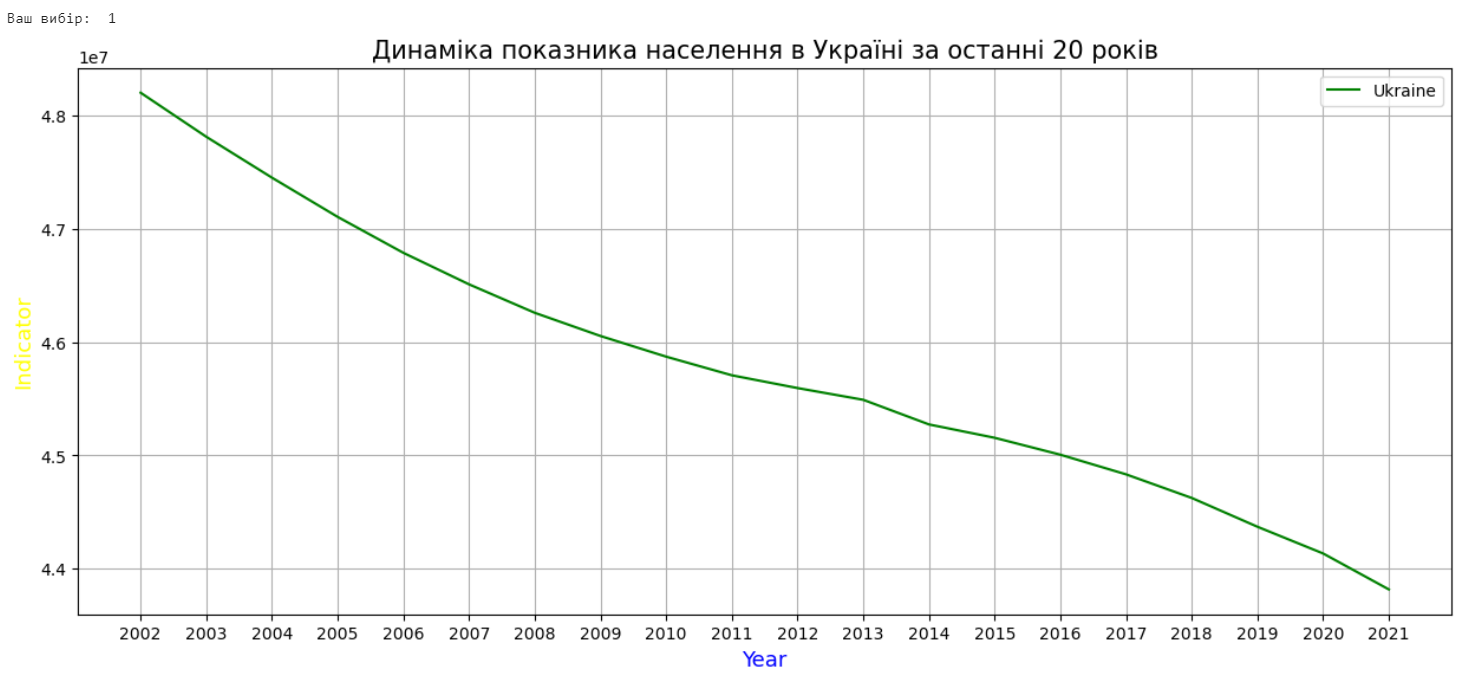 Ваш вибір: 1
Динаміка показника населення в Україні за останні 20 років
1e7
Ukraine
4.8
4.7
4.6
4.5
4.4
Indicator
2002 2003 2004 2005 2006 2007 2008 2009 2010 2011 2012 2013 2014 2015 2016 2017 2018 2019 2020 2021
Year